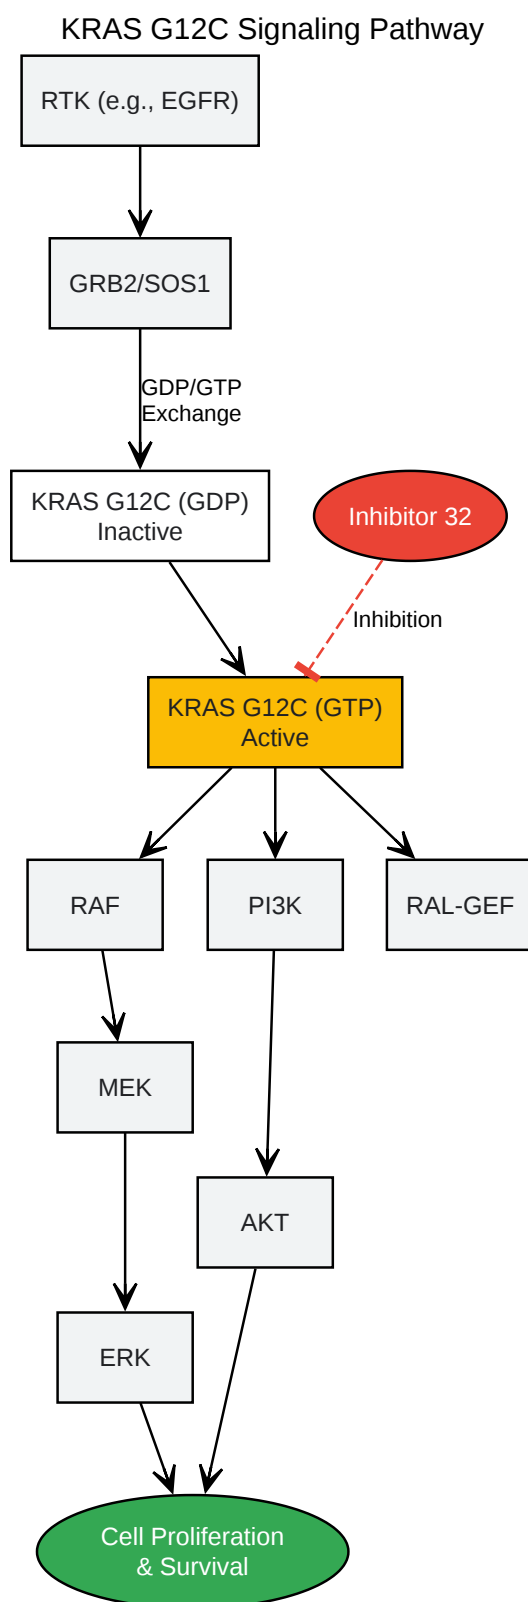 KRAS G12C Signaling Pathway
RTK (e.g., EGFR)
GRB2/SOS1
GDP/GTP
Exchange
KRAS G12C (GDP)
Inactive
Inhibitor 32
Inhibition
KRAS G12C (GTP)
Active
RAF
PI3K
RAL-GEF
MEK
AKT
ERK
Cell Proliferation
& Survival